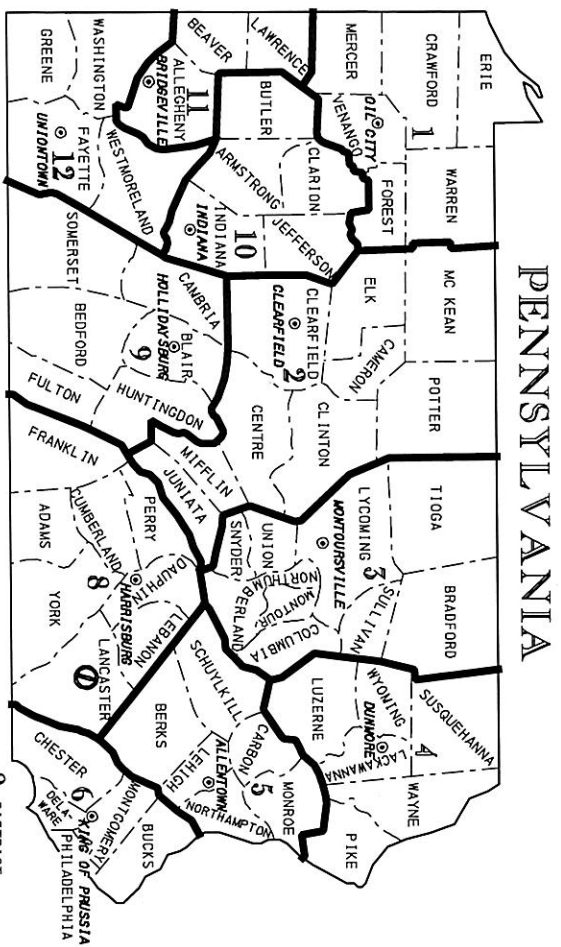 PENNSYLVANIA
ERIE
CRAWFORD
1
WARREN
MC KEAN
POTTER
TIOGA
BRADFORD
SUSQUEHANNA
4
WAYNE
MERCER
OIL CITY
VENANGO
FOREST
ELK
CAMERON
CLINTON
LYCOMING
3
MONTOURSVILLE
SULLIVAN
WYOMING
DUNMORE
LACKAWANNA
PIKE
LAWRENCE
BUTLER
CLARION
JEFFERSON
CLEARFIELD
2
CLEARFIELD
CENTRE
UNION
NORTHUM
BERLAND
MONTOUR
COLUMBIA
SNYDER
LUZERNE
MONROE
5
CARBON
BEAVER
11
ALLEGHENY
BRIDGEVILLE
ARMSTRONG
10
INDIANA
INDIANA
CAMBRIA
BLAIR
HOLLIDAYSBURG
9
HUNTINGDON
MIFFLIN
JUNIATA
PERRY
DAUPHIN
HARRISBURG
LEBANON
SCHUYLKILL
LEHIGH
ALLENTOWN
NORTHAMPTON
WASHINGTON
WESTMORELAND
GREENE
FAYETTE
12
UNIONTOWN
SOMERSET
BEDFORD
FULTON
FRANKLIN
CUMBERLAND
ADAMS
8
YORK
LANCASTER
BERKS
CHESTER
6
DELA-
WARE
MONTGOMERY
BUCKS
KING OF PRUSSIA
PHILADELPHIA